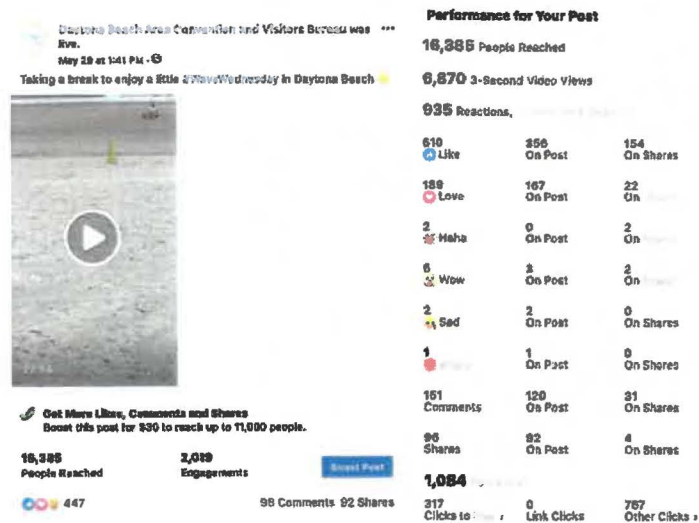 Daytona Beach Area Convention and Visitors Bureau was
live.
May 29 at 1:41 PM
Taking a break to enjoy a little #WaveWednesday in Daytona Beach
Get More Likes, Comments and Shares
Boost this post for $30 to reach up to 11,000 people.
16,385
People Reached
2,019
Engagements
Boost Post
447
98 Comments 92 Shares
Performance for Your Post
16,385 People Reached
6,870 3-Second Video Views
935 Reactions,
610
Like
356
On Post
154
On Shares
189
Love
167
On Post
22
On
2
Haha
0
On Post
2
On
6
Wow
3
On Post
2
On
2
Sad
2
On Post
0
On Shares
1
1
On Post
0
On Shares
151
Comments
120
On Post
31
On Shares
96
Shares
92
On Post
4
On Shares
1,084
317
Clicks to
0
Link Clicks
767
Other Clicks